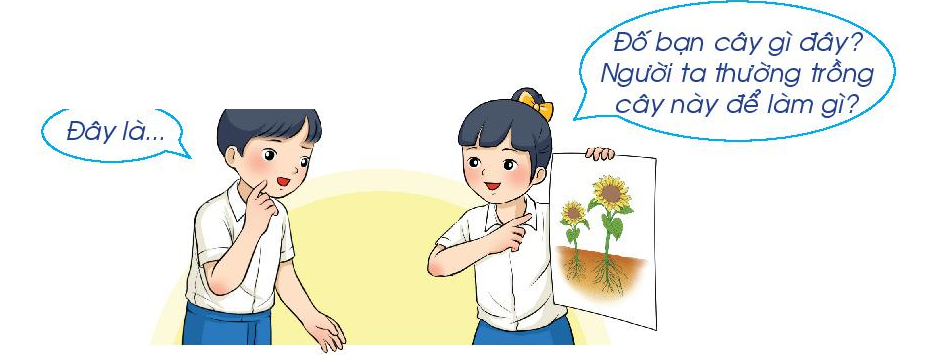 Đố bạn cây gì đây?
Người ta thường trồng
cây này để làm gì?
Đây là...